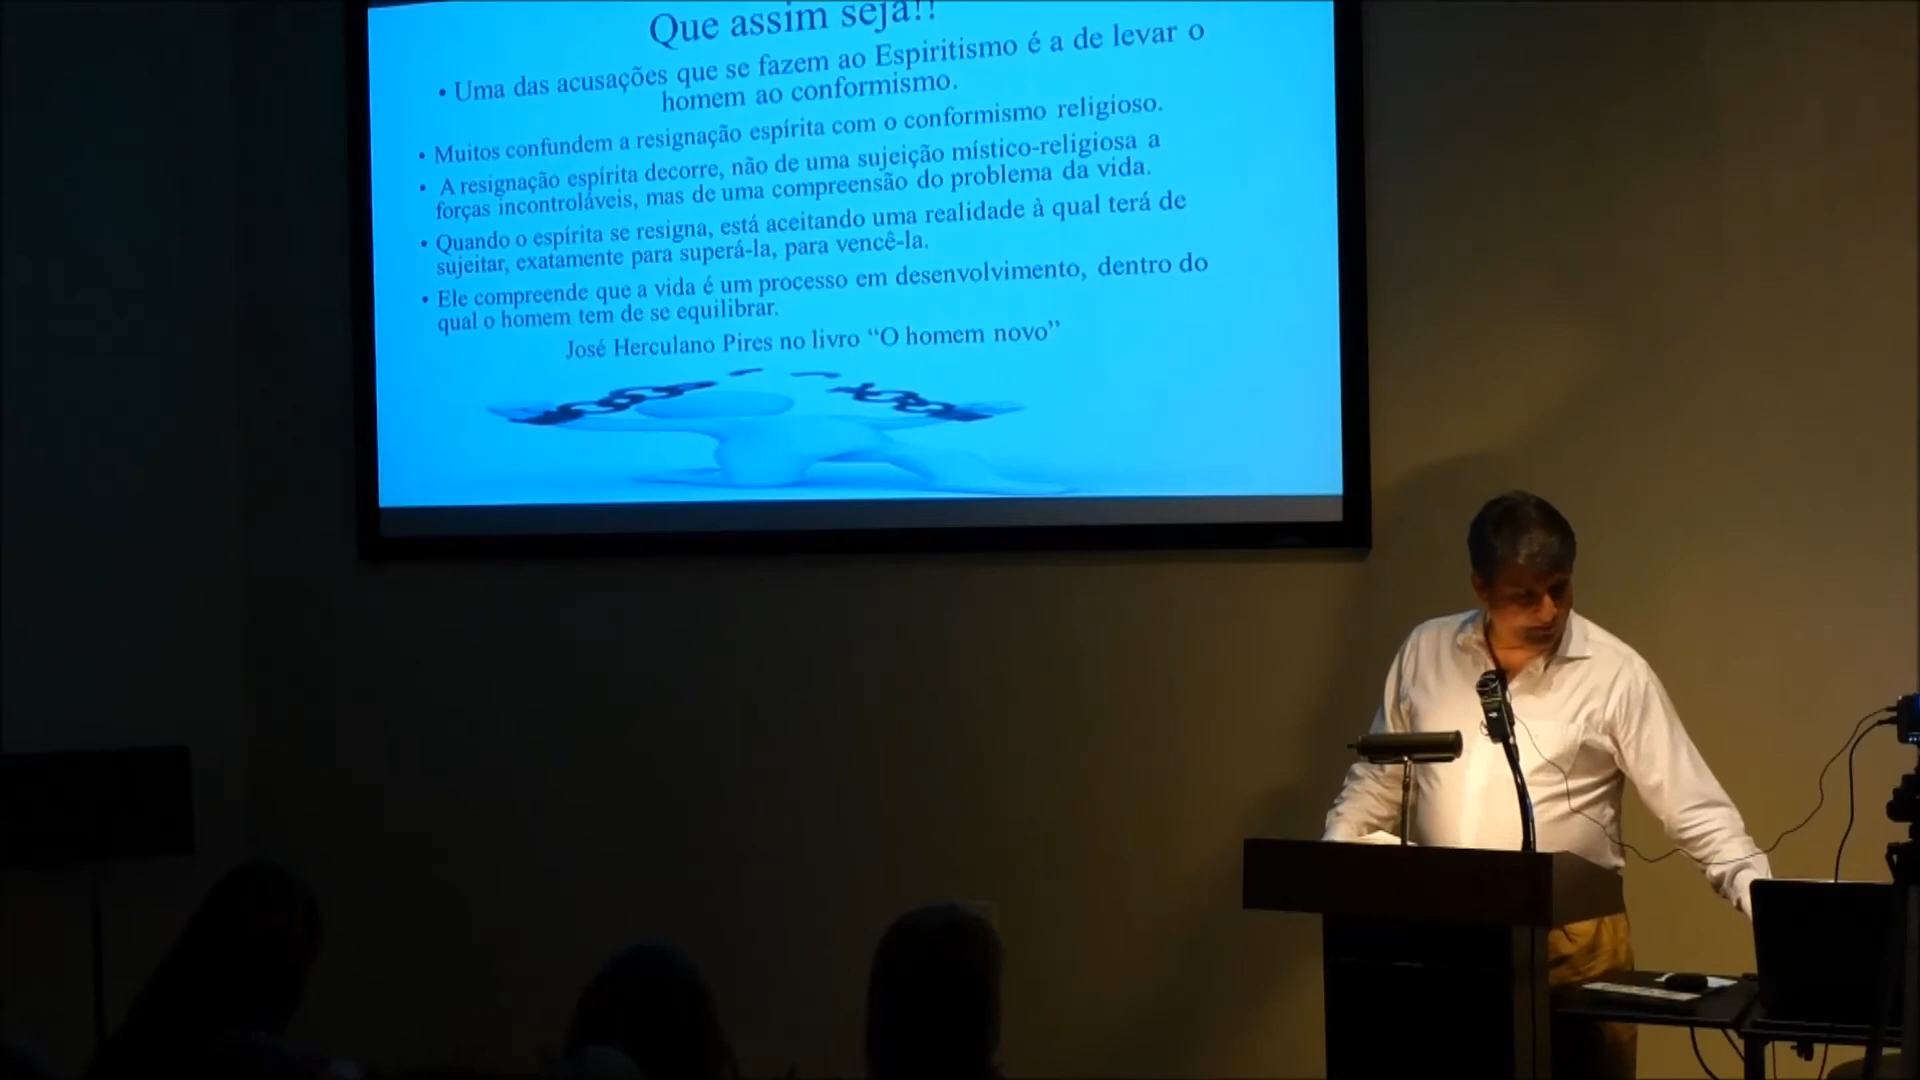 Que assim seja!!
• Uma das acusações que se fazem ao Espiritismo é a de levar o
homem ao conformismo.
• Muitos confundem a resignação espírita com o conformismo religioso.
• A resignação espírita decorre, não de uma sujeição místico-religiosa a
forças incontroláveis, mas de uma compreensão do problema da vida.
• Quando o espírita se resigna, está aceitando uma realidade à qual terá de
sujeitar, exatamente para superá-la, para vencê-la.
• Ele compreende que a vida é um processo em desenvolvimento, dentro do
qual o homem tem de se equilibrar.
José Herculano Pires no livro “O homem novo”